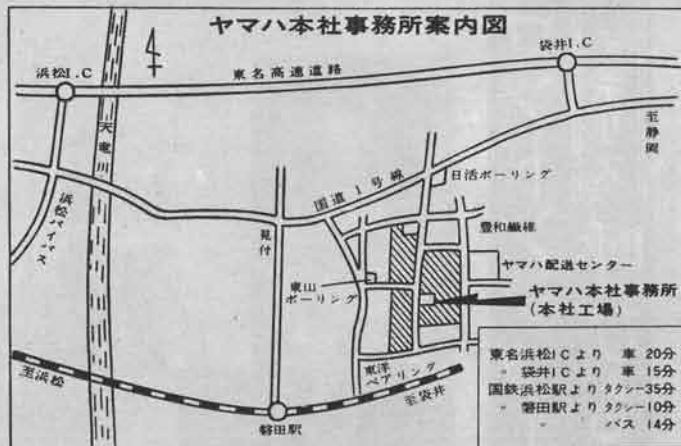 ヤマハ本社事務所案内図
浜松I.C
袋井I.C
東名高速道路
天竜川
至静岡
浜松バイパス
国道1号線
日活ボーリング
見付
豊和繊維
ヤマハ配送センター
東山
ボーリング
ヤマハ本社事務所
(本社工場)
至浜松
東洋
ベアリング
至袋井
磐田駅
東名浜松ICより 車 20分
〃 袋井ICより 車 15分
国鉄浜松駅より タクシー35分
〃 磐田駅より タクシー10分
〃 バス 14分